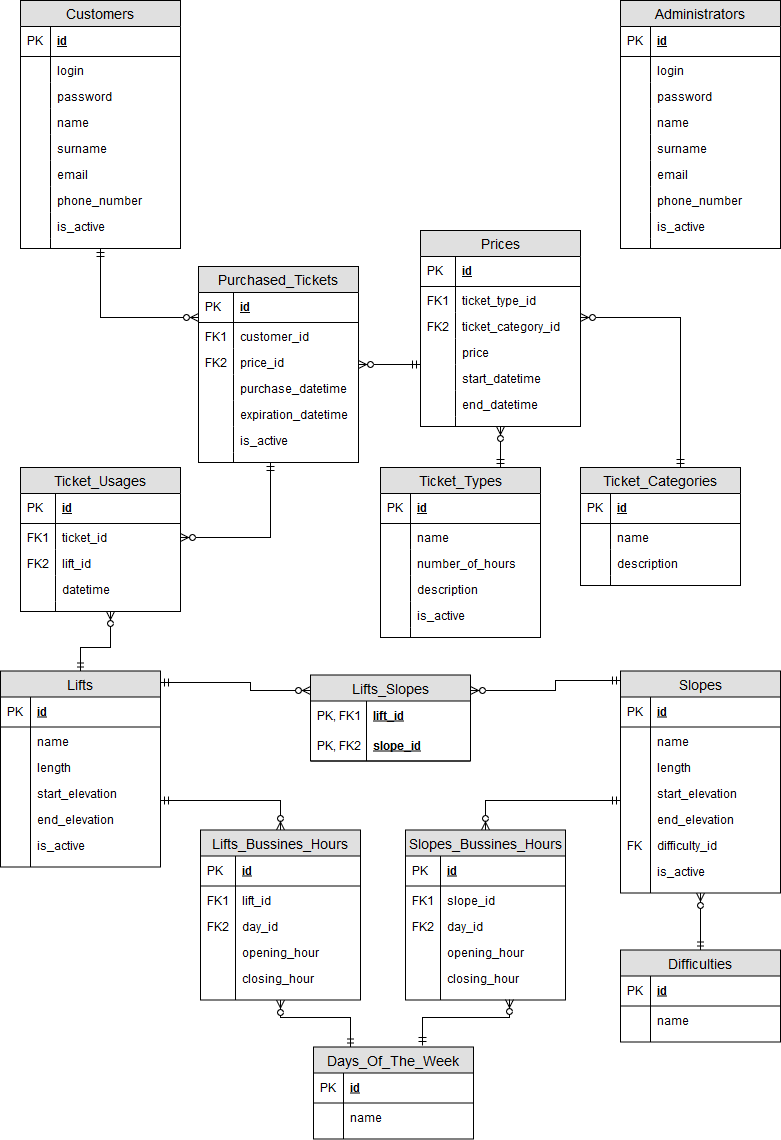 Customers
PK id
login
password
name
surname
email
phone_number
is_active
Administrators
PK id
login
password
name
surname
email
phone_number
is_active
Purchased_Tickets
PK id
FK1 customer_id
FK2 price_id
purchase_datetime
expiration_datetime
is_active
Prices
PK id
FK1 ticket_type_id
FK2 ticket_category_id
price
start_datetime
end_datetime
Ticket_Usages
PK id
FK1 ticket_id
FK2 lift_id
datetime
Ticket_Types
PK id
name
number_of_hours
description
is_active
Ticket_Categories
PK id
name
description
Lifts
PK id
name
length
start_elevation
end_elevation
is_active
Lifts_Slopes
PK, FK1 lift_id
PK, FK2 slope_id
Slopes
PK id
name
length
start_elevation
end_elevation
FK difficulty_id
is_active
Lifts_Bussines_Hours
PK id
FK1 lift_id
FK2 day_id
opening_hour
closing_hour
Slopes_Bussines_Hours
PK id
FK1 slope_id
FK2 day_id
opening_hour
closing_hour
Difficulties
PK id
name
Days_Of_The_Week
PK id
name